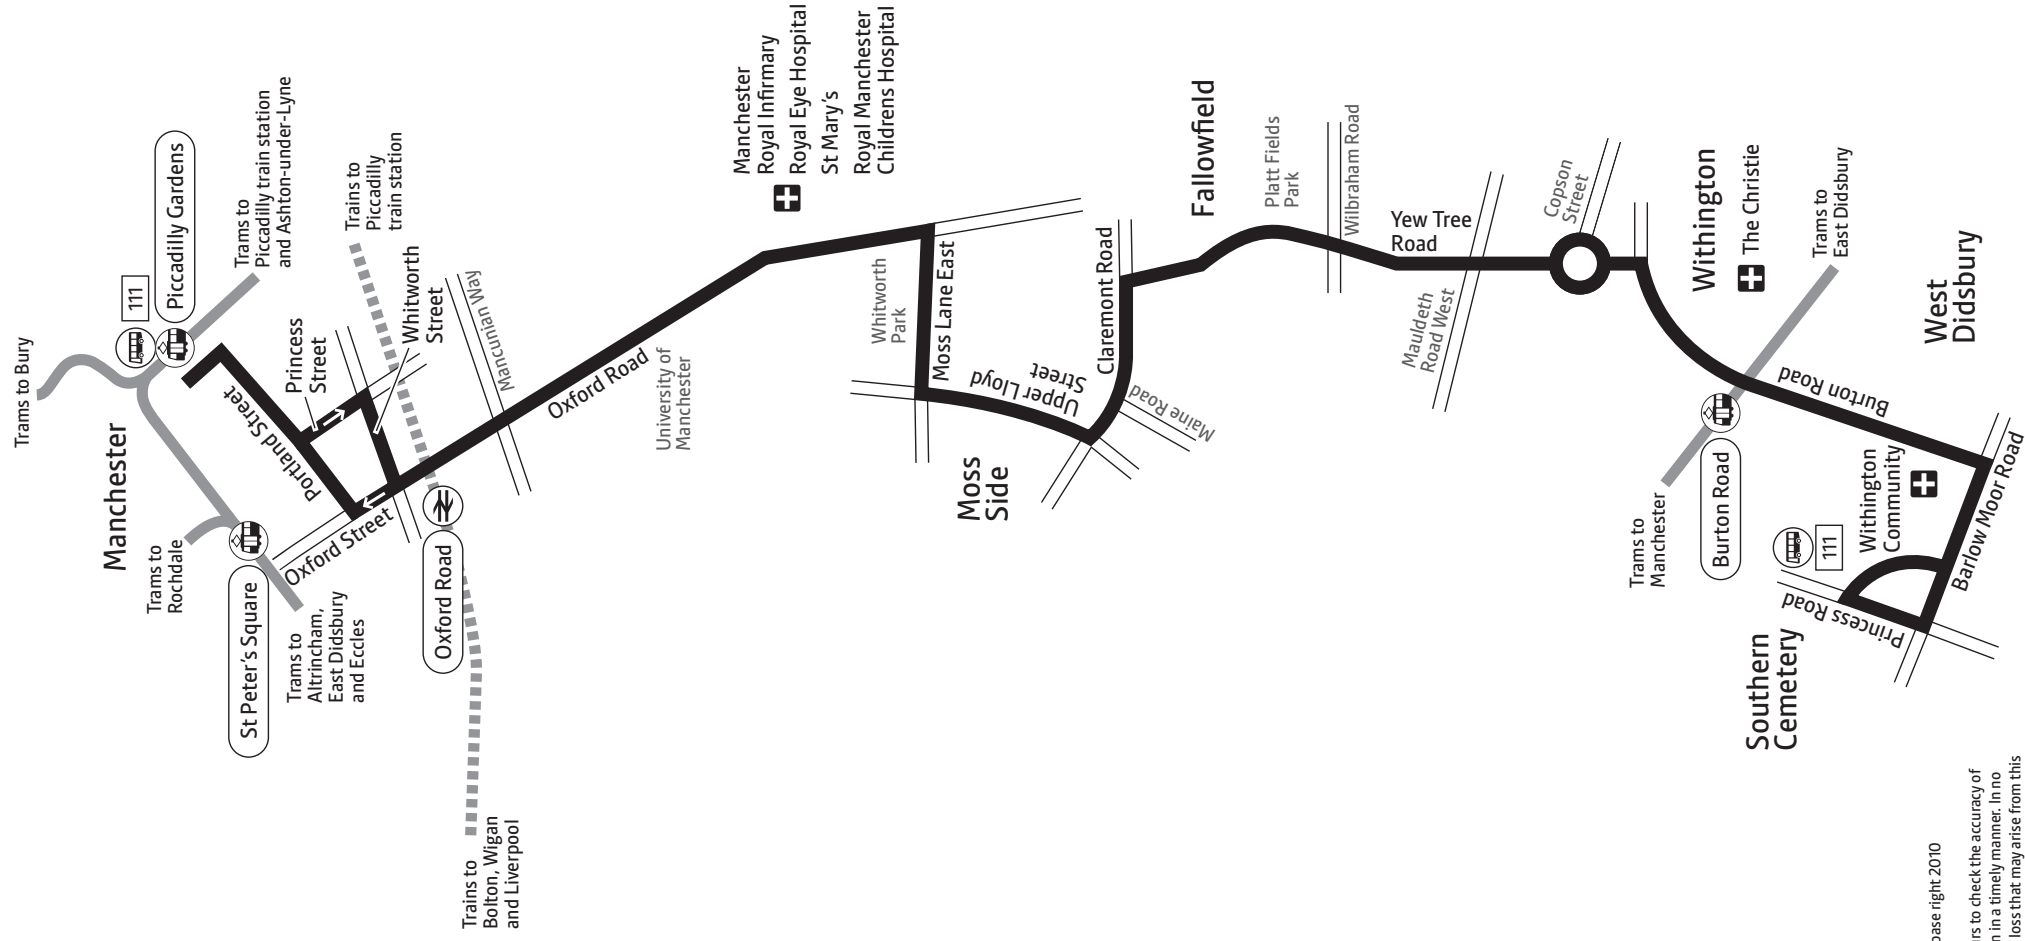 Trams to Bury
Manchester
111
Piccadilly Gardens
Trams to
Piccadilly train station
and Ashton-under-Lyne
Trams to
Rochdale
St Peter's Square
Trams to
Altrincham,
East Didsbury
and Eccles
Portland Street
Princess
Street
Oxford Street
Whitworth
Street
Trains to
Piccadilly
train station
Oxford Road
Trains to
Bolton, Wigan
and Liverpool
Mancunian Way
Oxford Road
University of
Manchester
Manchester
Royal Infirmary
Royal Eye Hospital
St Mary's
Royal Manchester
Childrens Hospital
Whitworth
Park
Moss Lane East
Moss
Side
Upper Lloyd
Street
Claremont Road
Maine Road
Fallowfield
Platt Fields
Park
Wilbraham Road
Yew Tree
Road
Mauldeth
Road West
Copson
Street
Withington
The Christie
Trams to
East Didsbury
Trams to
Manchester
Burton Road
Burton Road
West
Didsbury
Southern
Cemetery
111
Withington
Community
Princess Road
Barlow Moor Road
base right 2010
rs to check the accuracy of
n in a timely manner. In no
loss that may arise from this